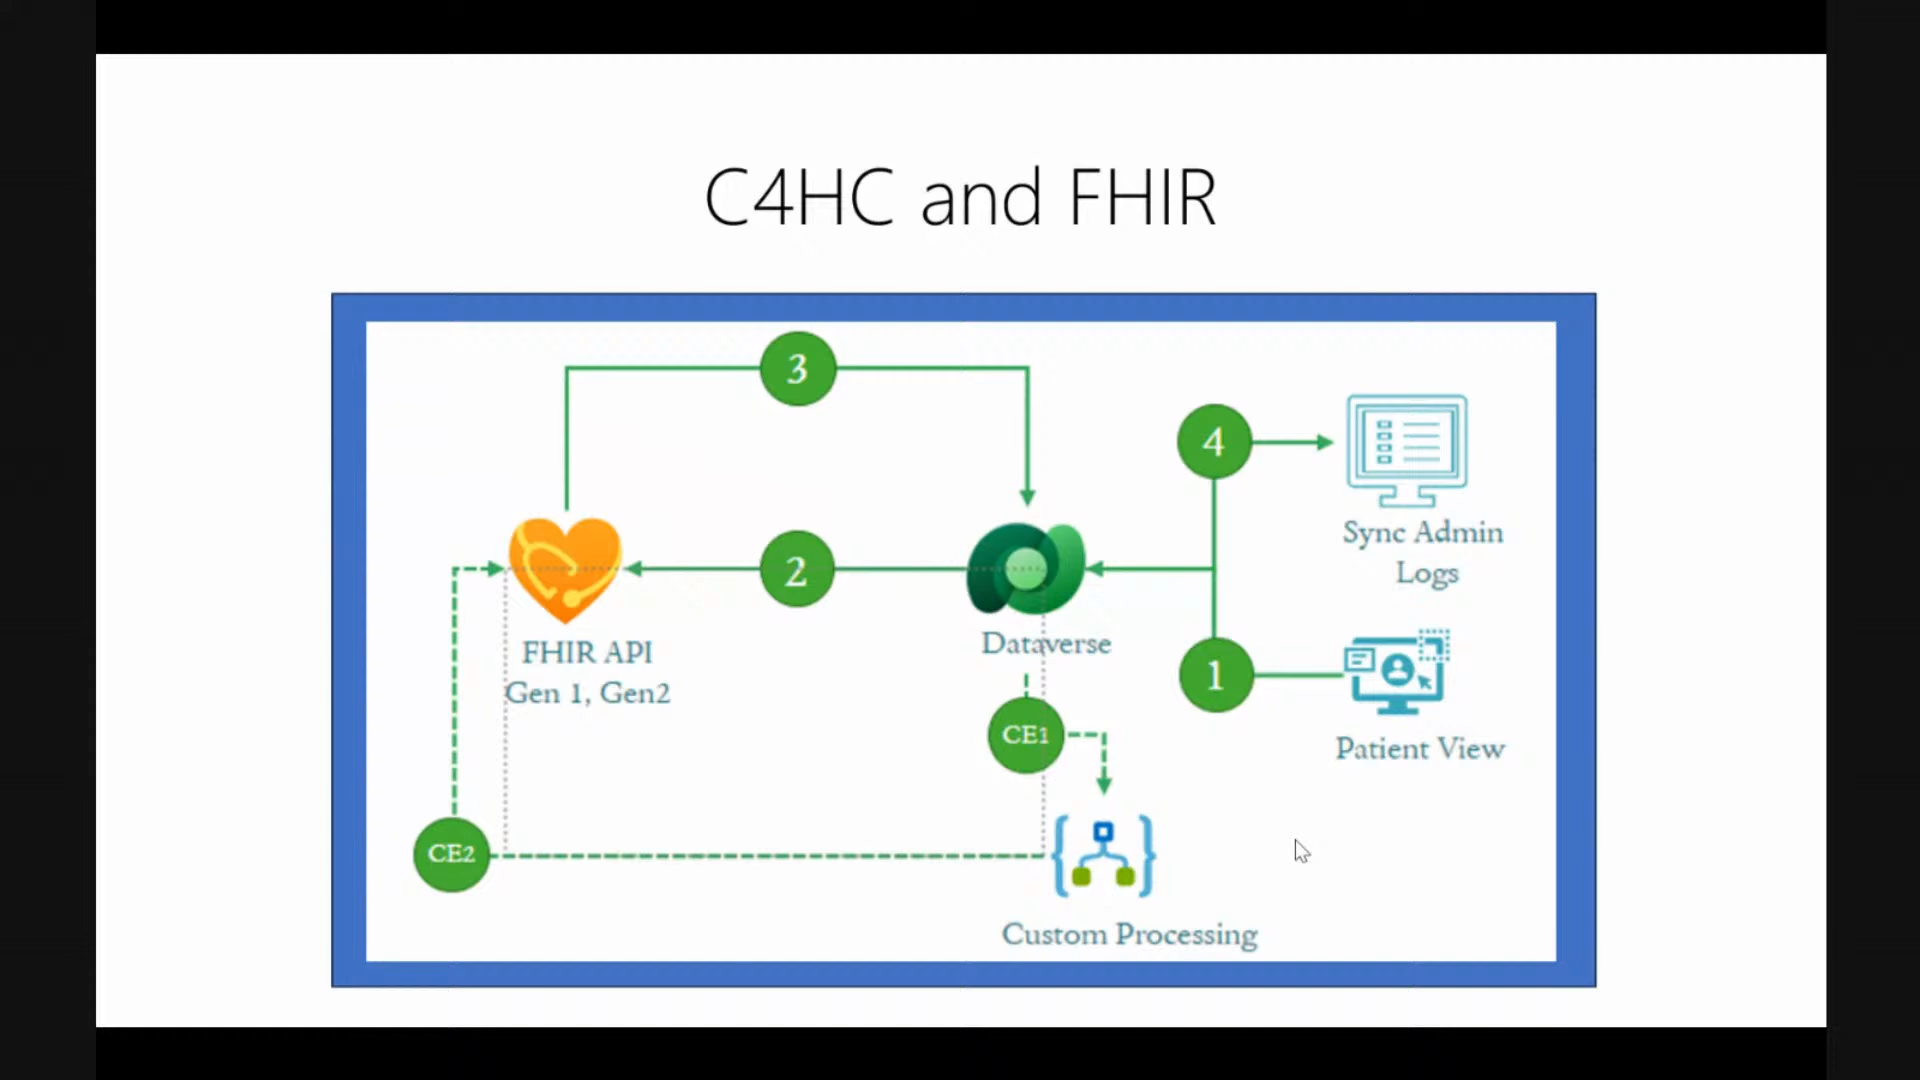 C4HC and FHIR
3
4
Sync Admin
Logs
2
FHIR API
Gen 1, Gen2
Dataverse
1
Patient View
CE1
CE2
Custom Processing